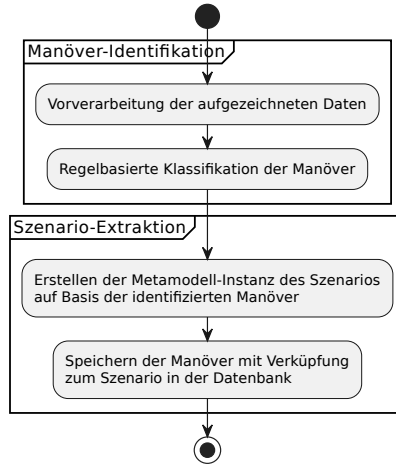 Manöver-Identifikation
Vorverarbeitung der aufgezeichneten Daten
Regelbasierte Klassifikation der Manöver
Szenario-Extraktion
Erstellen der Metamodell-Instanz des Szenarios
auf Basis der identifizierten Manöver
Speichern der Manöver mit Verküpfung
zum Szenario in der Datenbank